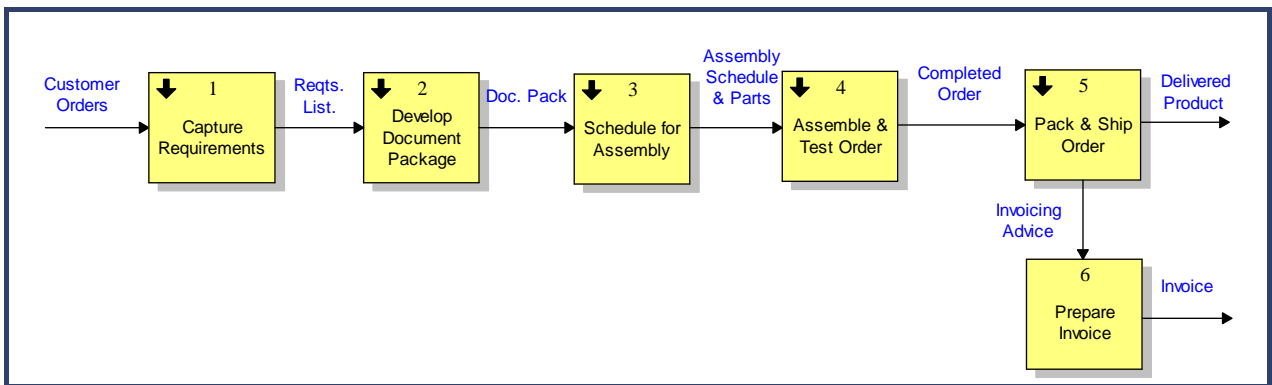 Customer
Orders
1
Capture
Requirements
Reqts.
List.
2
Develop
Document
Package
Doc. Pack
3
Schedule for
Assembly
Assembly
Schedule
& Parts
4
Assemble &
Test Order
Completed
Order
5
Pack & Ship
Order
Delivered
Product
Invoicing
Advice
6
Prepare
Invoice
Invoice